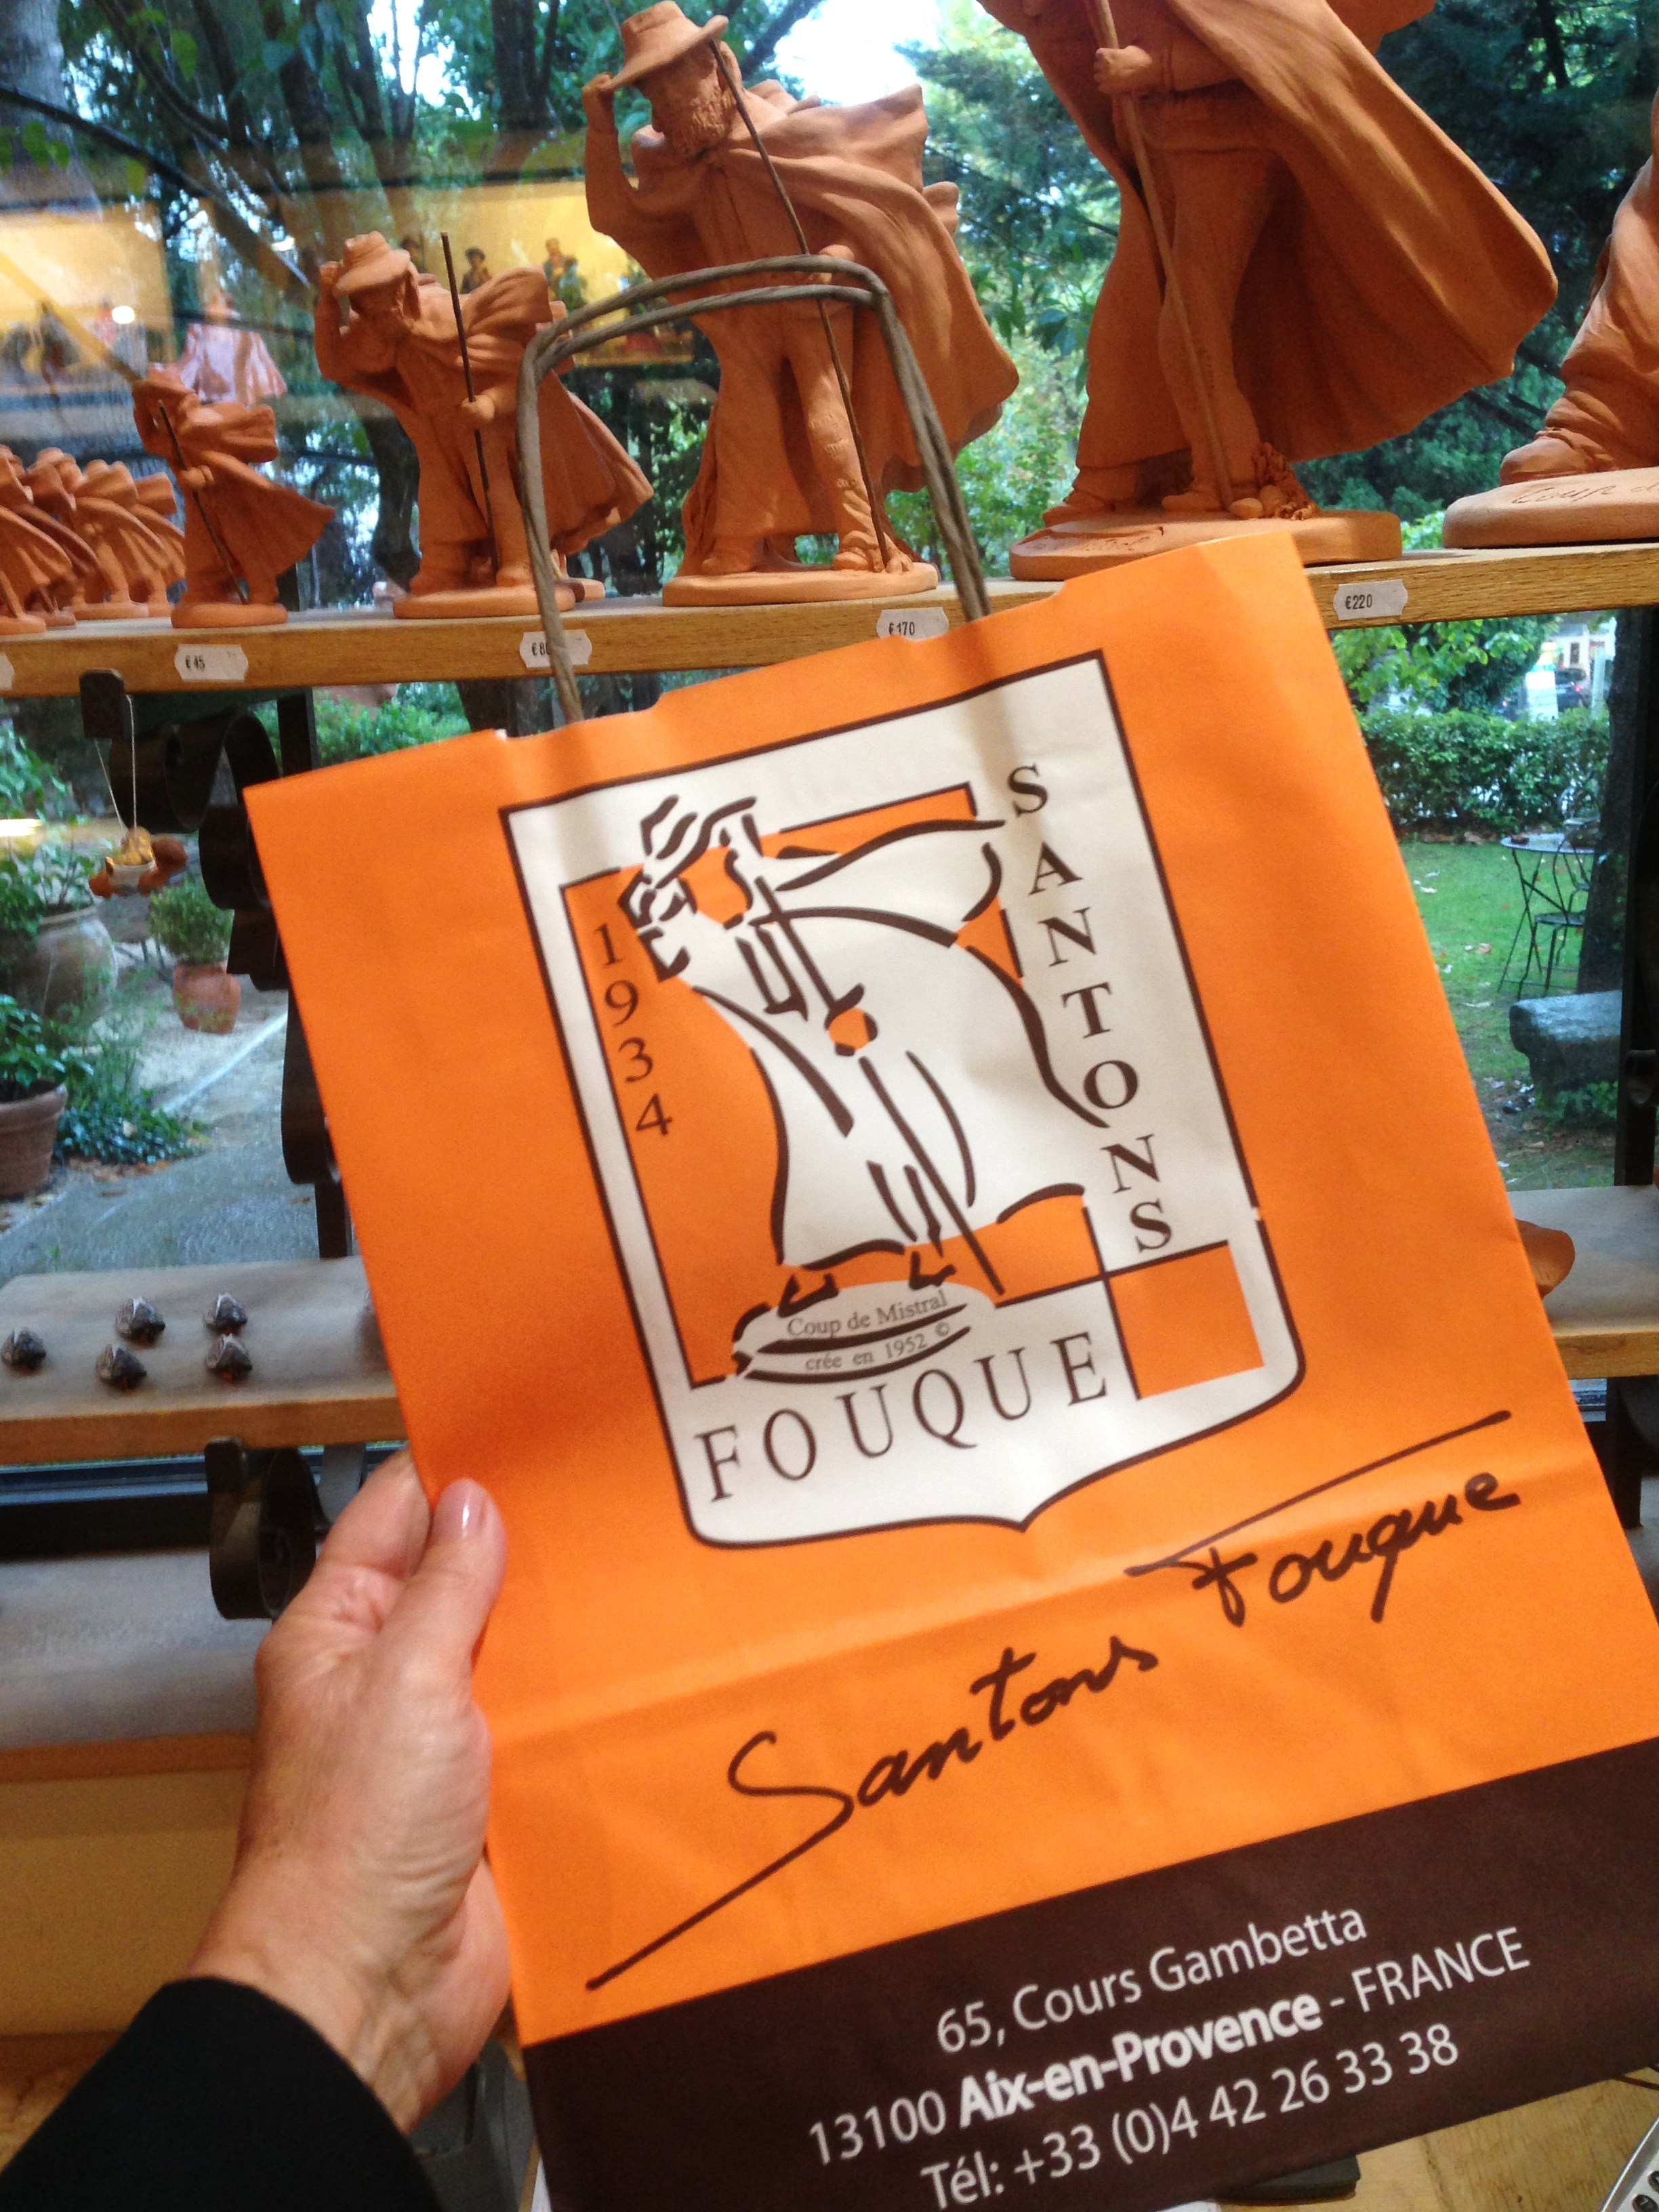 Coup d
€45
€170
€220
SANTONS
1934
Coup de Mistral
crée en 1952 ©
FOUQUE
Santons Fouque
65, Cours Gambetta
13100 Aix-en-Provence - FRANCE
Tél: +33 (0)4 42 26 33 38